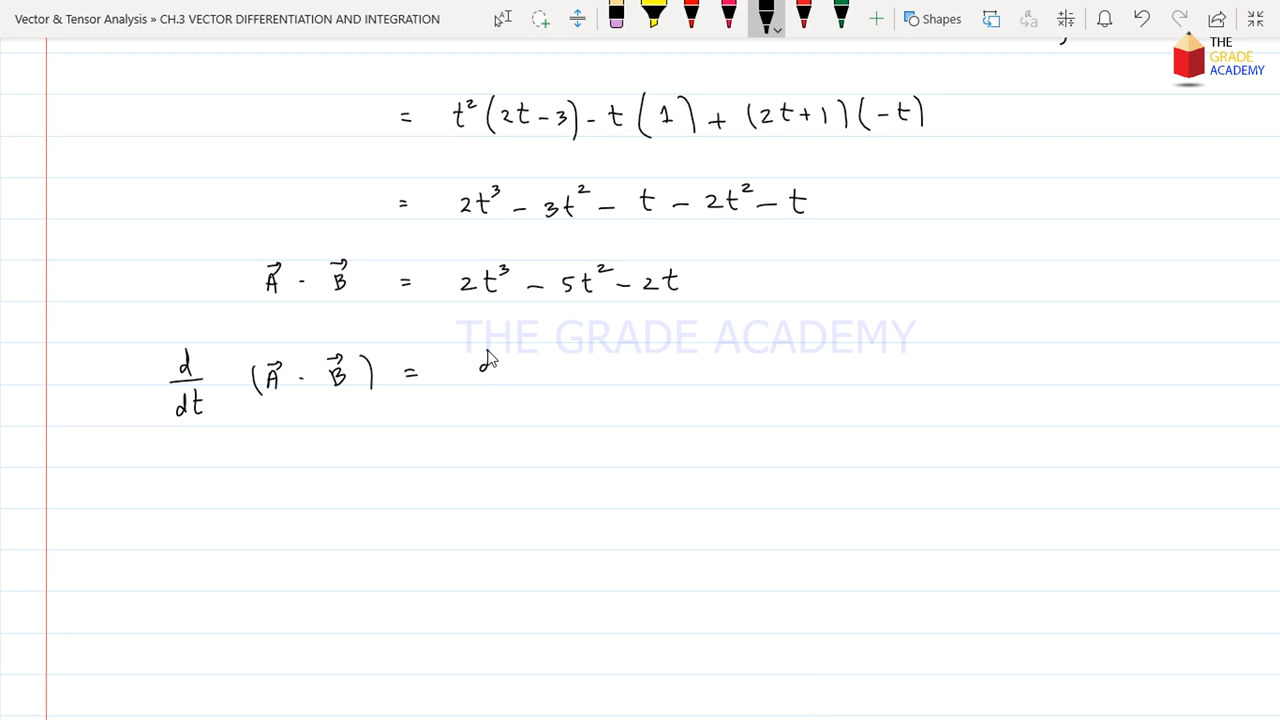 Vector & Tensor Analysis » CH.3 VECTOR DIFFERENTIATION AND INTEGRATION
Shapes
THE
GRADE
ACADEMY
= t² (2t - 3) - t (1) + (2t + 1) (-t)
= 2t³ - 3t² - t - 2t² - t
A⃗ · B⃗ = 2t³ - 5t² - 2t
THE GRADE ACADEMY
d/dt (A⃗ · B⃗) = d